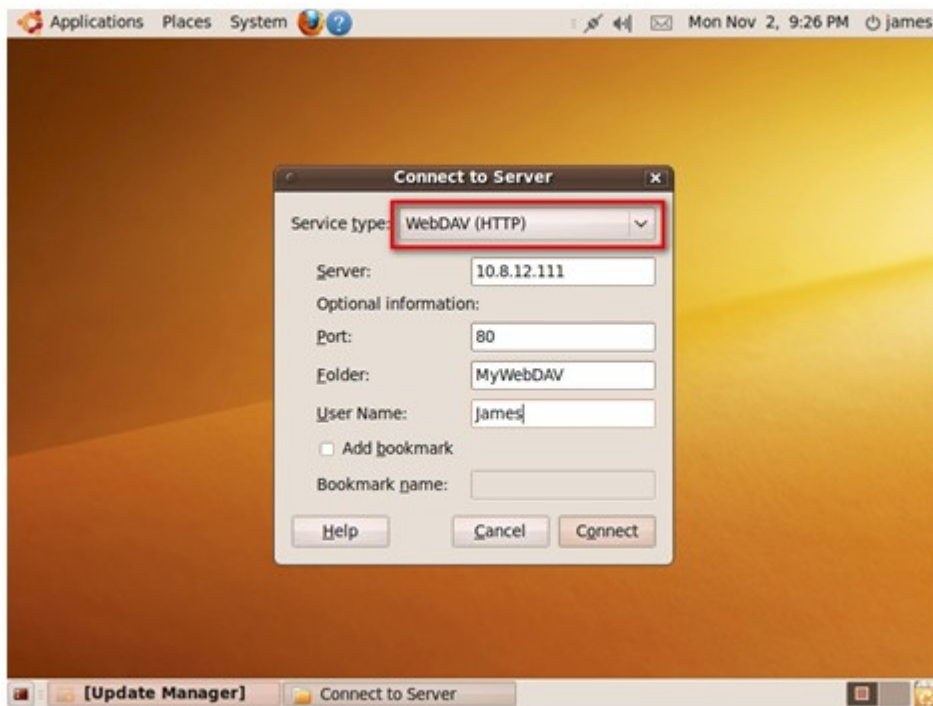 Applications Places System Mon Nov 2, 9:26 PM james
Connect to Server
Service type: WebDAV (HTTP)
Server: 10.8.12.111
Optional information:
Port: 80
Folder: MyWebDAV
User Name: James
Add bookmark
Bookmark name:
Help Cancel Connect
[Update Manager] Connect to Server